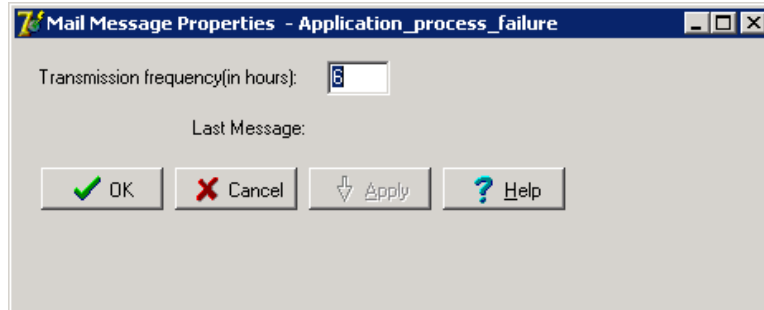 Mail Message Properties - Application_process_failure
Transmission frequency(in hours): 6
Last Message:
OK Cancel Apply Help